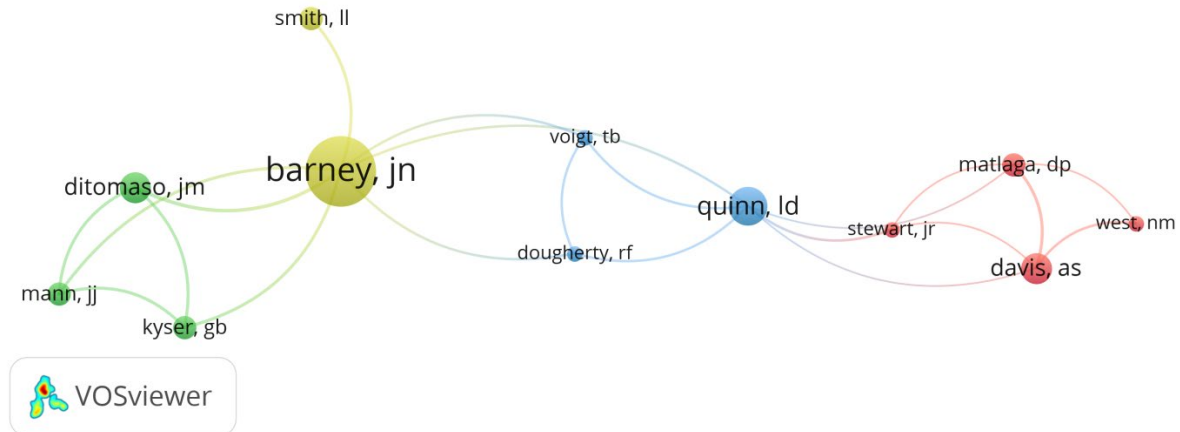 smith, ll
barney, jn
voigt, tb
ditomaso, jm
matlaga, dp
quinn, ld
stewart, jr
west, nm
dougherty, rf
davis, as
mann, jj
kyser, gb
VOSviewer